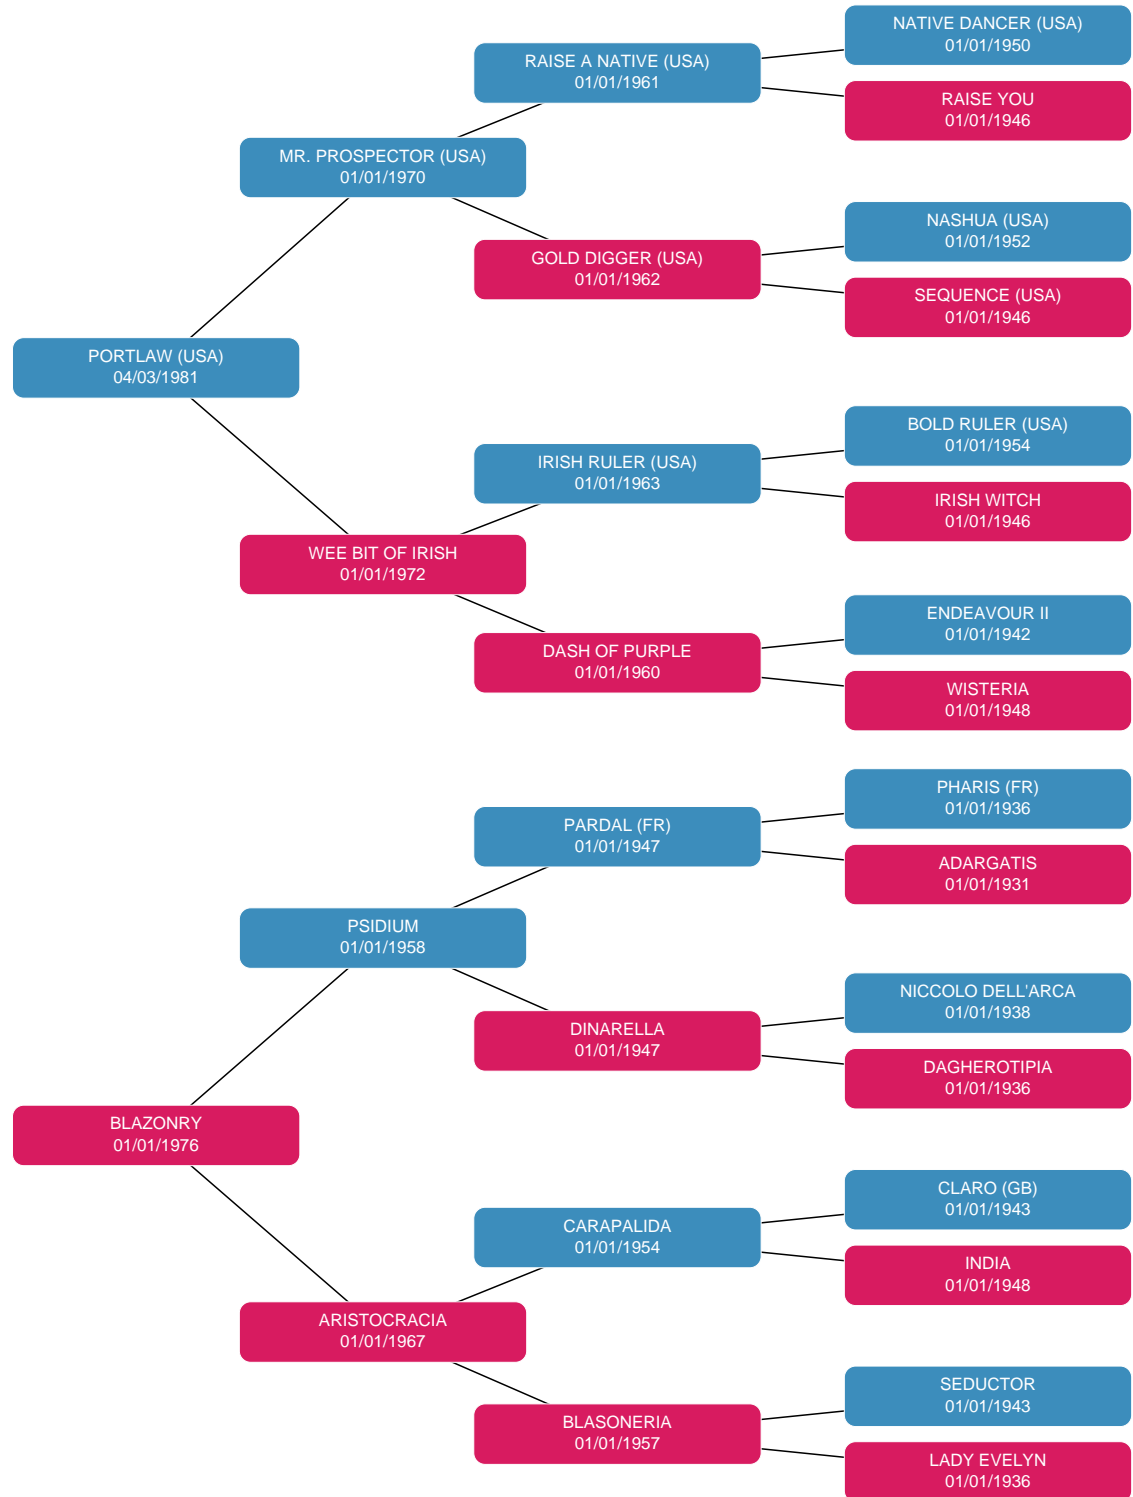 NATIVE DANCER (USA)
01/01/1950
RAISE A NATIVE (USA)
01/01/1961
RAISE YOU
01/01/1946
MR. PROSPECTOR (USA)
01/01/1970
NASHUA (USA)
01/01/1952
GOLD DIGGER (USA)
01/01/1962
SEQUENCE (USA)
01/01/1946
PORTLAW (USA)
04/03/1981
BOLD RULER (USA)
01/01/1954
IRISH RULER (USA)
01/01/1963
IRISH WITCH
01/01/1946
WEE BIT OF IRISH
01/01/1972
ENDEAVOUR II
01/01/1942
DASH OF PURPLE
01/01/1960
WISTERIA
01/01/1948
PHARIS (FR)
01/01/1936
PARDAL (FR)
01/01/1947
ADARGATIS
01/01/1931
PSIDIUM
01/01/1958
NICCOLO DELL'ARCA
01/01/1938
DINARELLA
01/01/1947
DAGHEROTIPIA
01/01/1936
BLAZONRY
01/01/1976
CLARO (GB)
01/01/1943
CARAPALIDA
01/01/1954
INDIA
01/01/1948
ARISTOCRACIA
01/01/1967
SEDUCTOR
01/01/1943
BLASONERIA
01/01/1957
LADY EVELYN
01/01/1936